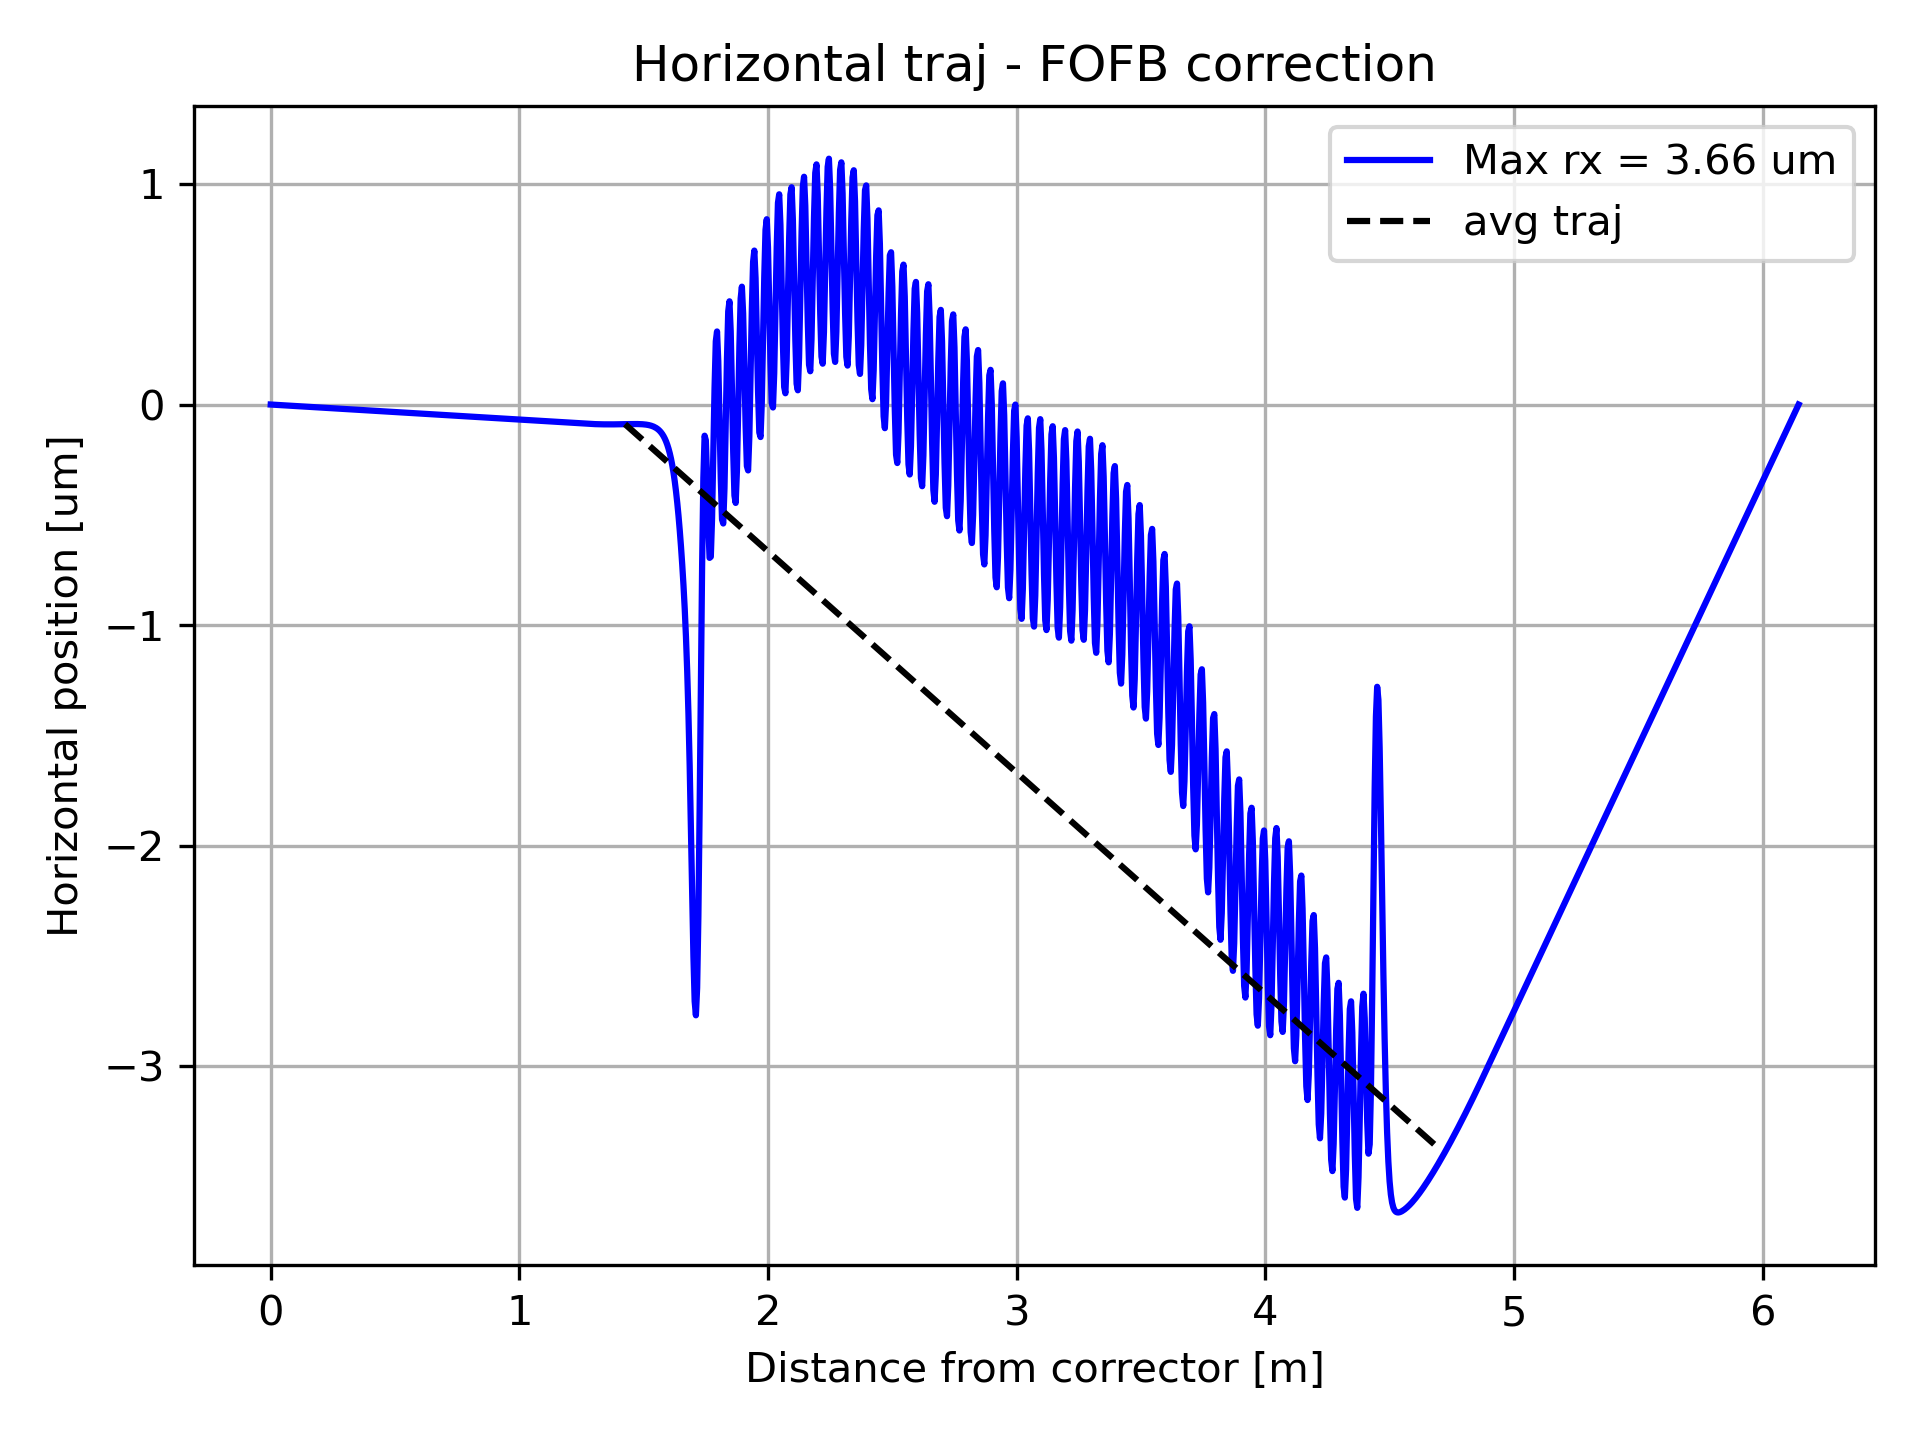 Horizontal traj - FOFB correction
Max rx = 3.66 um
avg traj
Horizontal position [um]
1
0
−1
−2
−3
0 1 2 3 4 5 6
Distance from corrector [m]